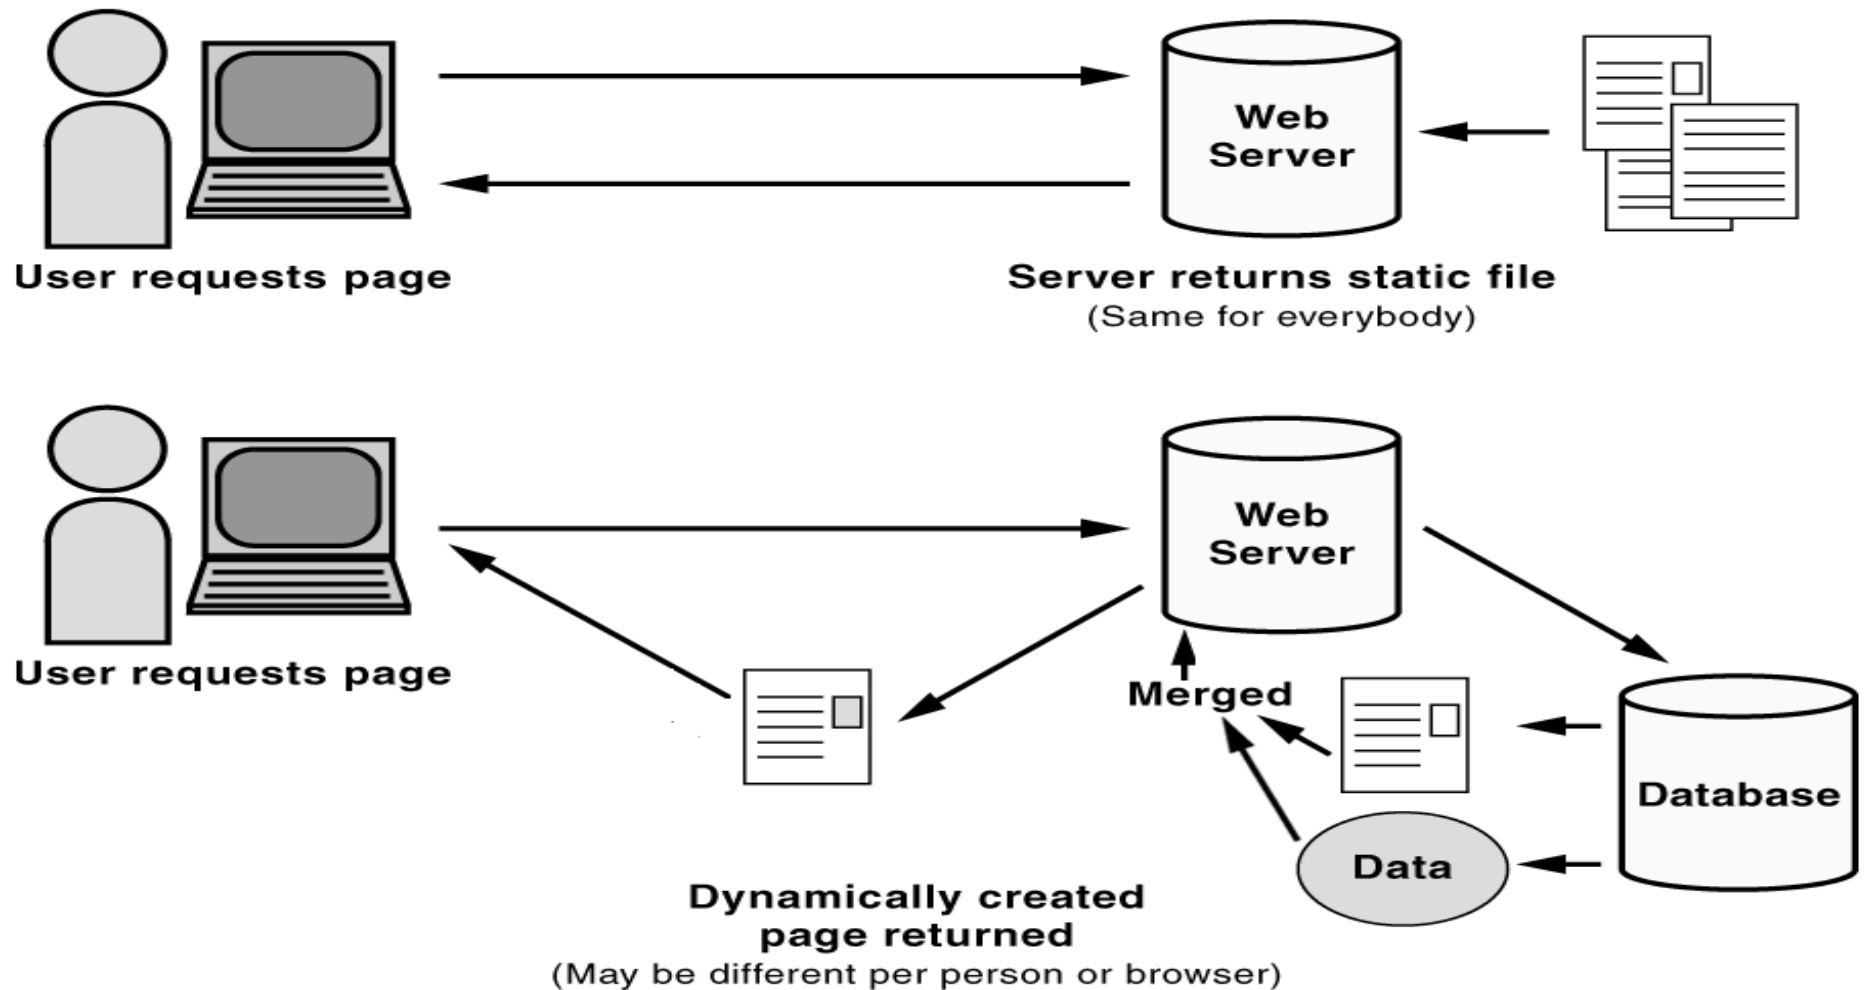 Web
Server
User requests page
Server returns static file
(Same for everybody)
Web
Server
User requests page
Merged
Database
Data
Dynamically created
page returned
(May be different per person or browser)